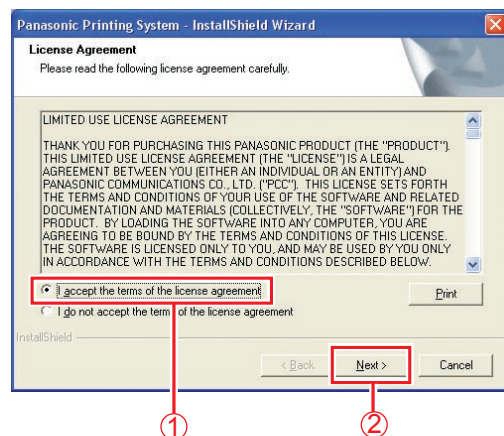 Panasonic Printing System - InstallShield Wizard
License Agreement
Please read the following license agreement carefully.
LIMITED USE LICENSE AGREEMENT
THANK YOU FOR PURCHASING THIS PANASONIC PRODUCT (THE "PRODUCT").
THIS LIMITED USE LICENSE AGREEMENT (THE "LICENSE") IS A LEGAL
AGREEMENT BETWEEN YOU (EITHER AN INDIVIDUAL OR AN ENTITY) AND
PANASONIC COMMUNICATIONS CO., LTD. ("PCC"). THIS LICENSE SETS FORTH
THE TERMS AND CONDITIONS OF YOUR USE OF THE SOFTWARE AND RELATED
DOCUMENTATION AND MATERIALS (COLLECTIVELY, THE "SOFTWARE") FOR THE
PRODUCT. BY LOADING THE SOFTWARE INTO ANY COMPUTER, YOU ARE
AGREEING TO BE BOUND BY THE TERMS AND CONDITIONS OF THIS LICENSE.
THE SOFTWARE IS LICENSED ONLY TO YOU, AND MAY BE USED BY YOU ONLY
IN ACCORDANCE WITH THE TERMS AND CONDITIONS DESCRIBED BELOW.
I accept the terms of the license agreement
Print
I do not accept the terms of the license agreement
InstallShield
< Back
Next >
Cancel
1
2